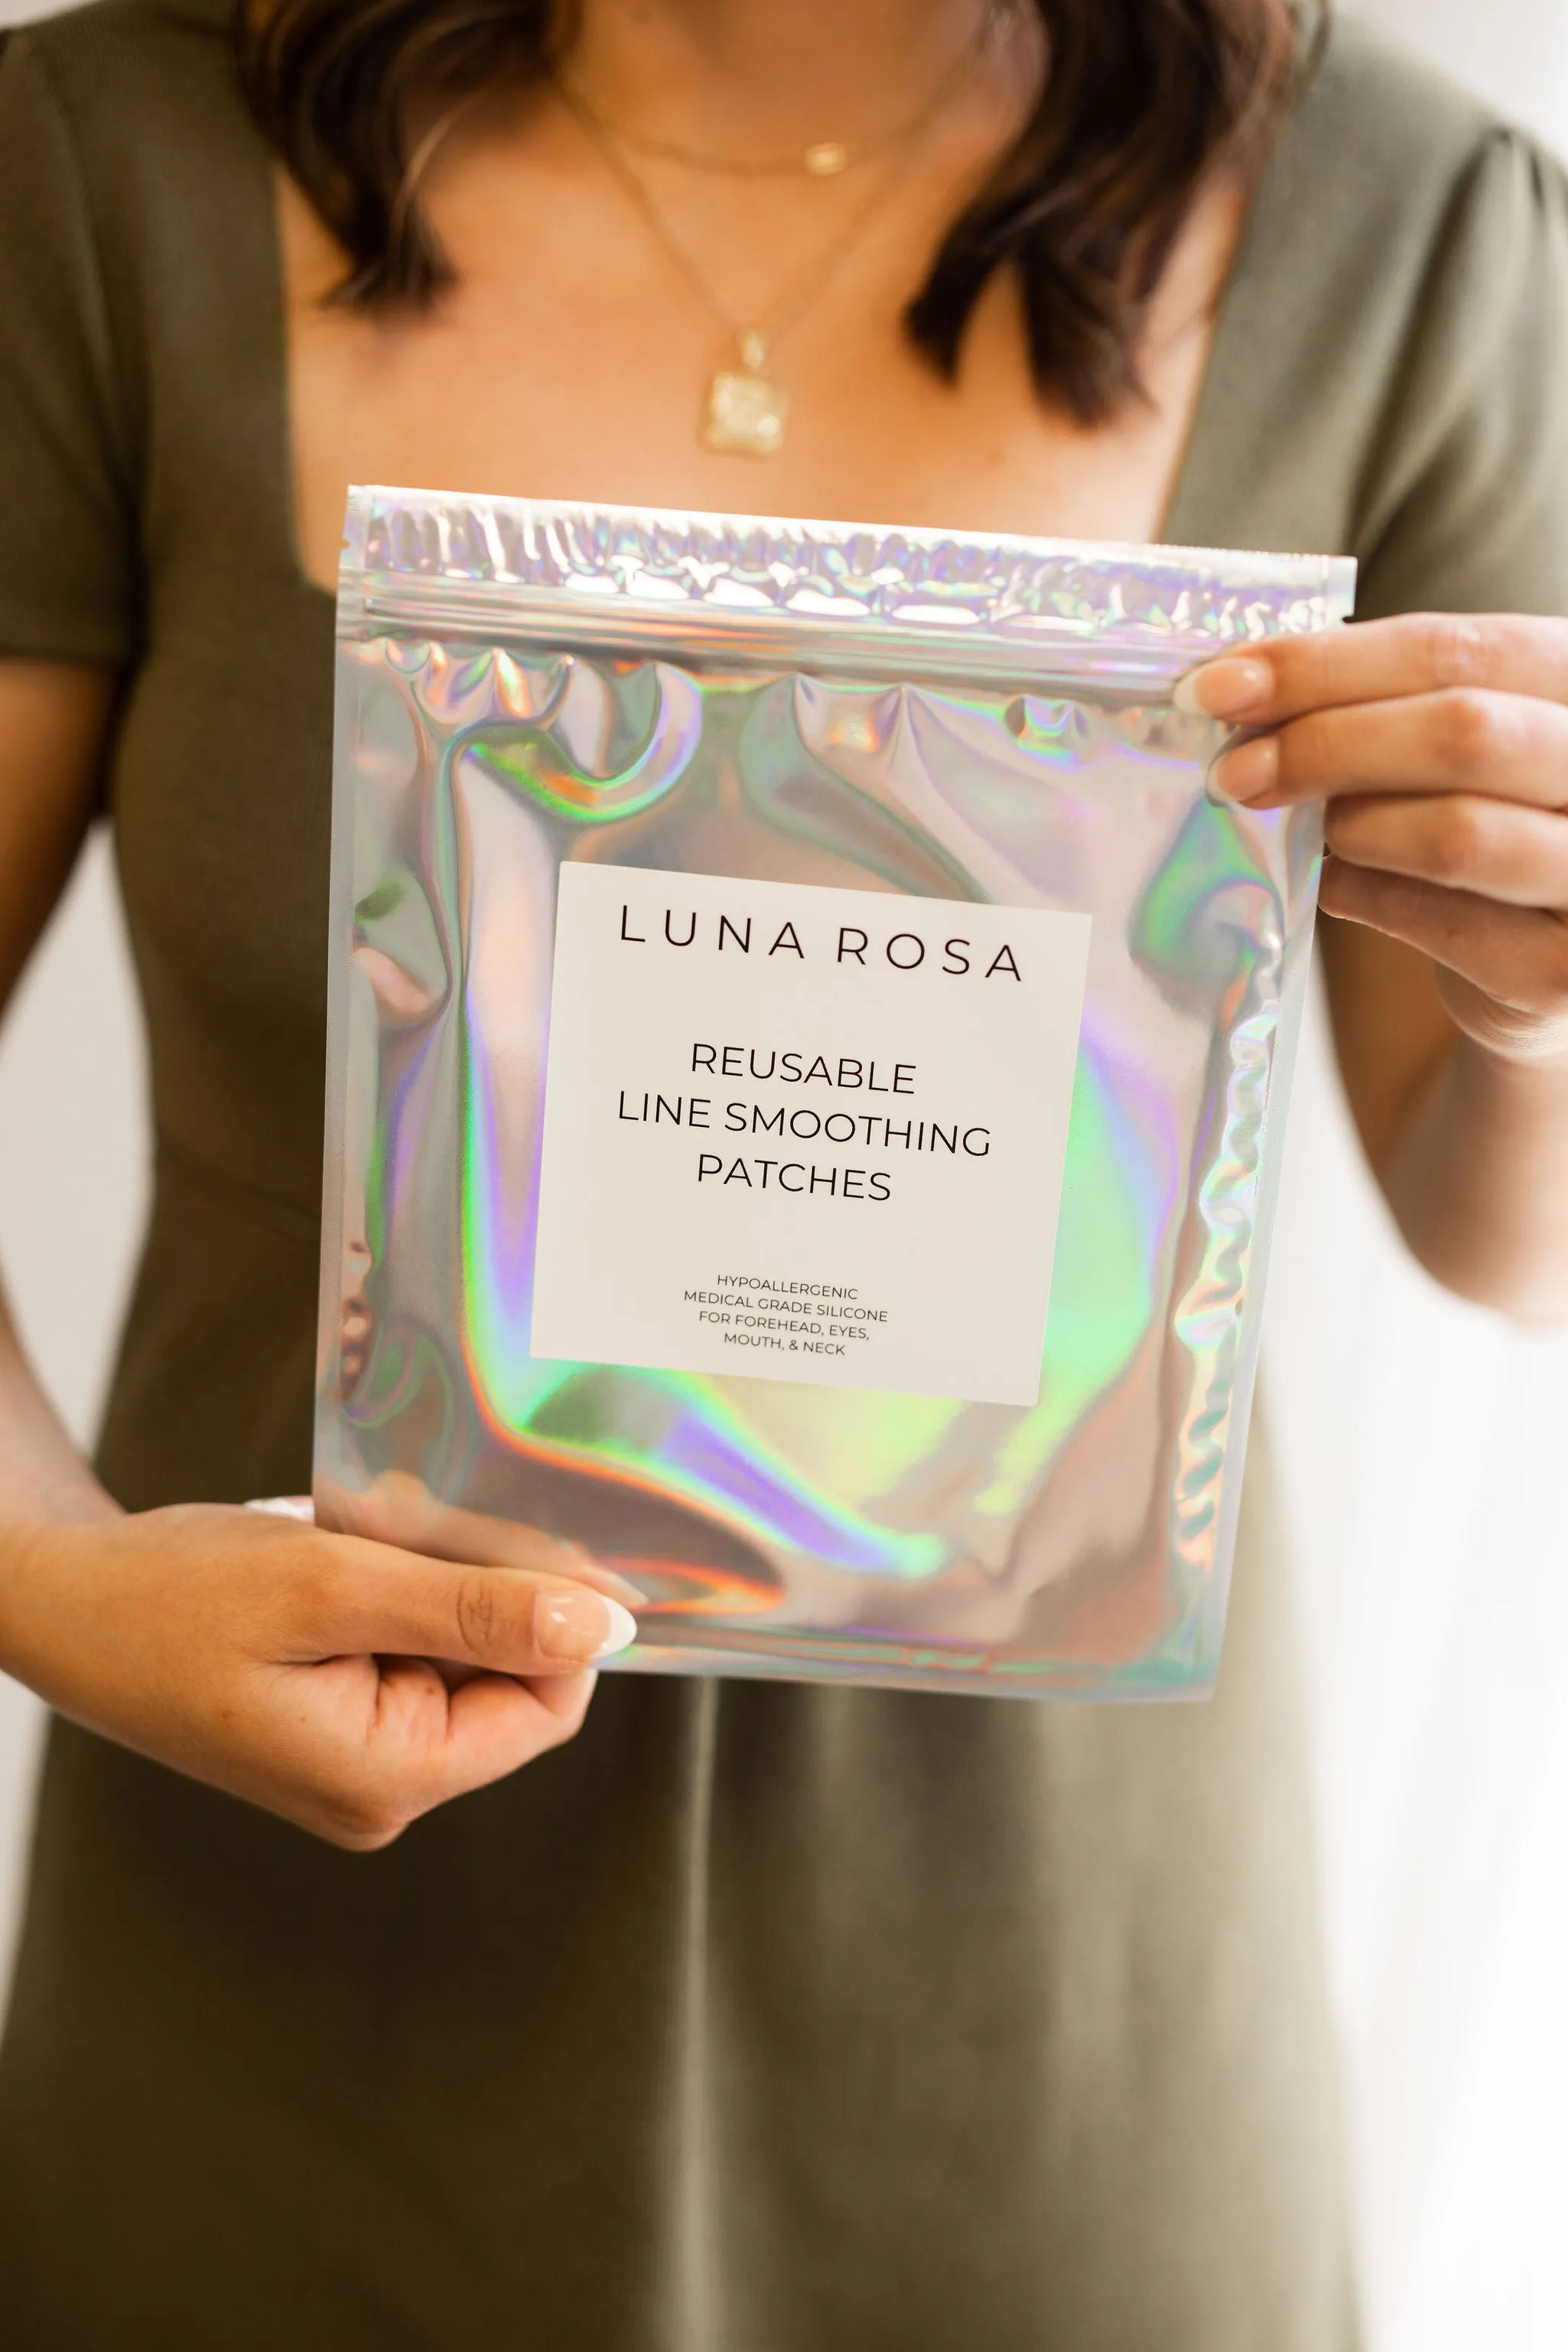 LUNA ROSA
REUSABLE
LINE SMOOTHING
PATCHES
HYPOALLERGENIC
MEDICAL GRADE SILICONE
FOR FOREHEAD, EYES,
MOUTH, & NECK